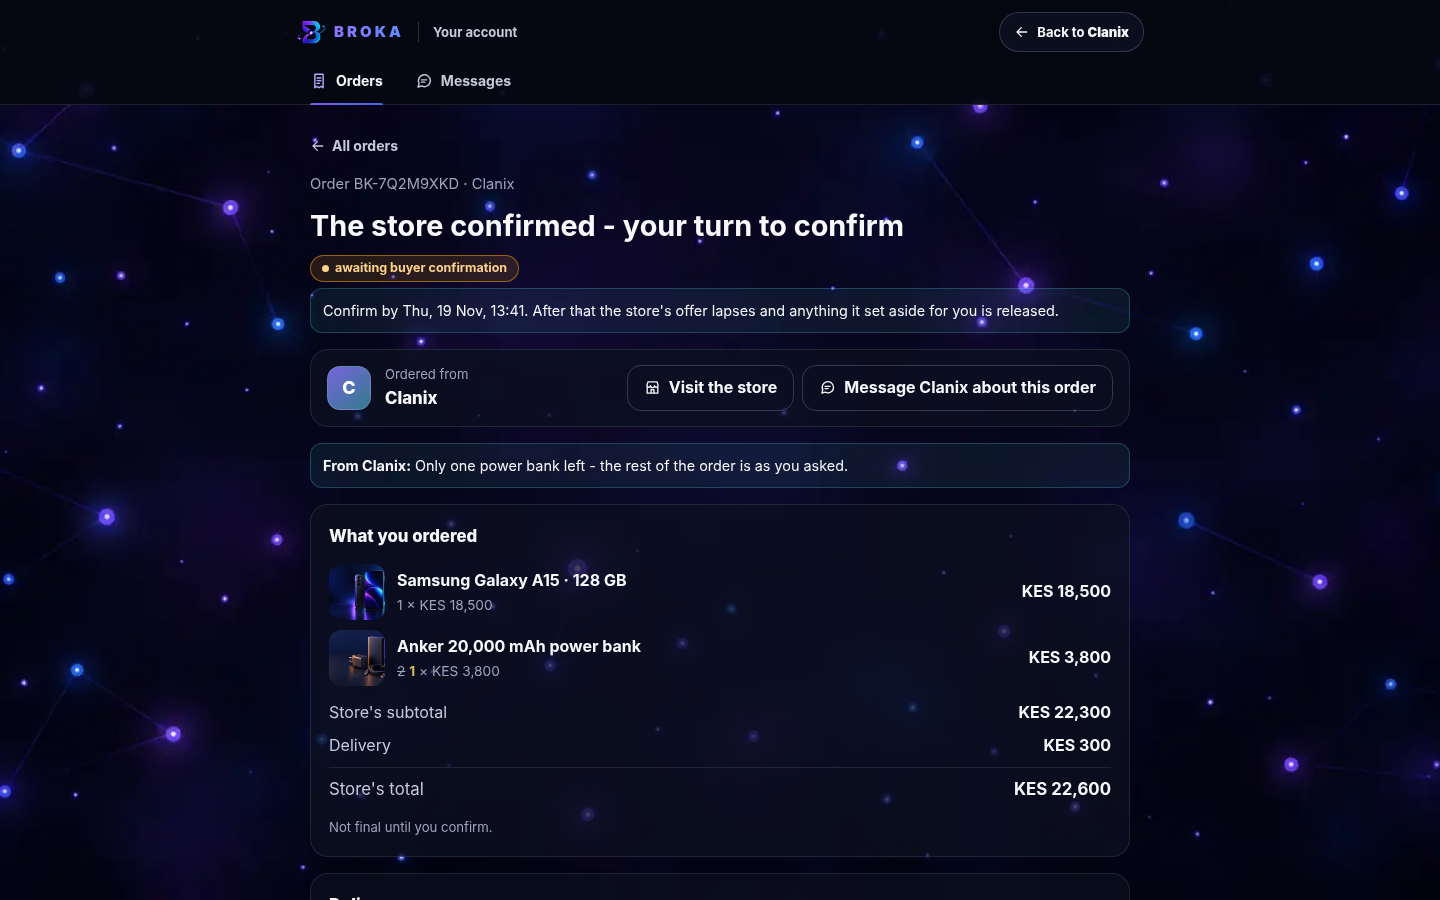 BROKA
Your account
Back to Clanix
Orders
Messages
All orders
Order BK-7Q2M9XKD · Clanix
The store confirmed - your turn to confirm
awaiting buyer confirmation
Confirm by Thu, 19 Nov, 13:41. After that the store's offer lapses and anything it set aside for you is released.
C
Ordered from
Clanix
Visit the store
Message Clanix about this order
From Clanix: Only one power bank left - the rest of the order is as you asked.
What you ordered
Samsung Galaxy A15 · 128 GB
1 × KES 18,500
KES 18,500
Anker 20,000 mAh power bank
2 1 × KES 3,800
KES 3,800
Store's subtotal
KES 22,300
Delivery
KES 300
Store's total
KES 22,600
Not final until you confirm.